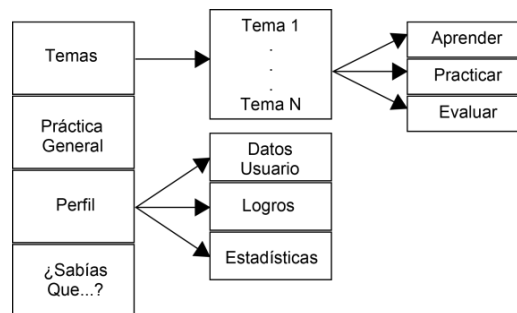 Temas
Práctica
General
Perfil
¿Sabías
Que...?
Tema 1
.
.
.
Tema N
Datos
Usuario
Logros
Estadísticas
Aprender
Practicar
Evaluar